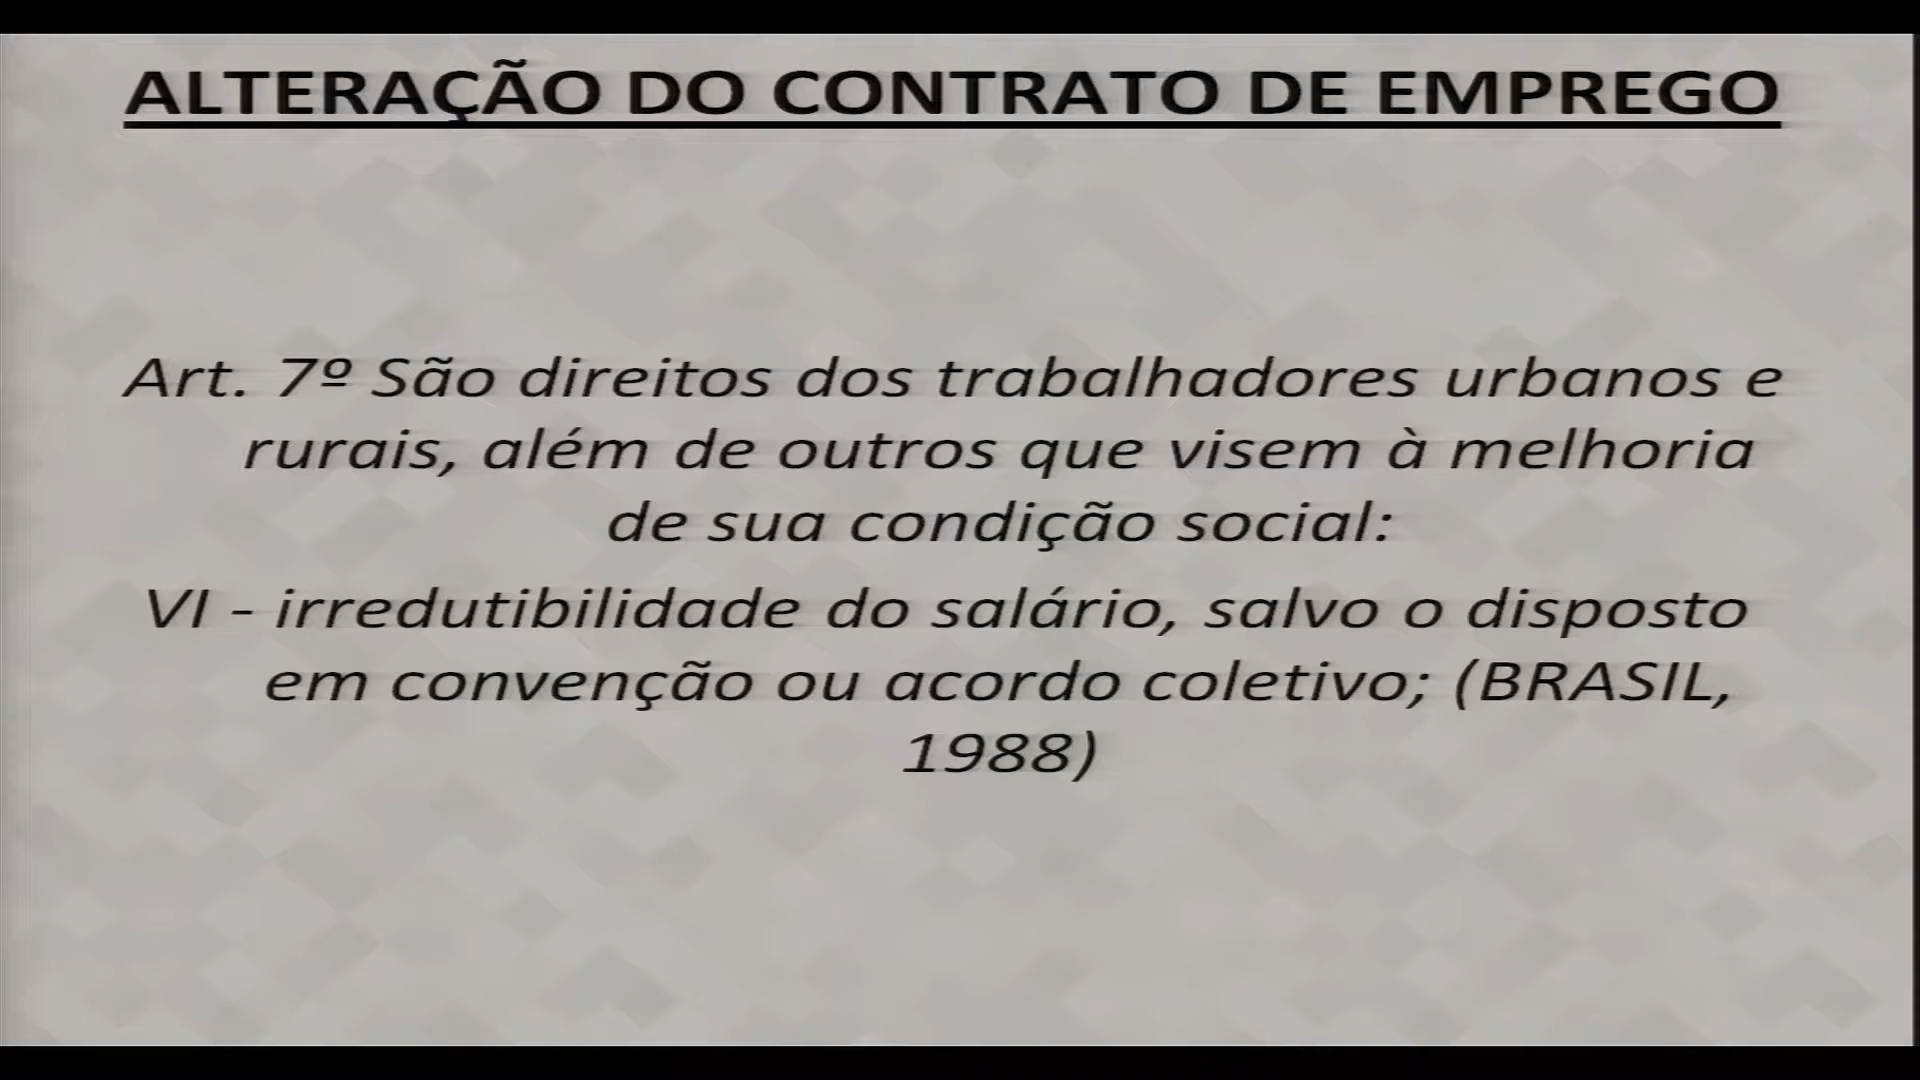 ALTERAÇÃO DO CONTRATO DE EMPREGO
Art. 7º São direitos dos trabalhadores urbanos e
rurais, além de outros que visem à melhoria
de sua condição social:
VI - irredutibilidade do salário, salvo o disposto
em convenção ou acordo coletivo; (BRASIL,
1988)